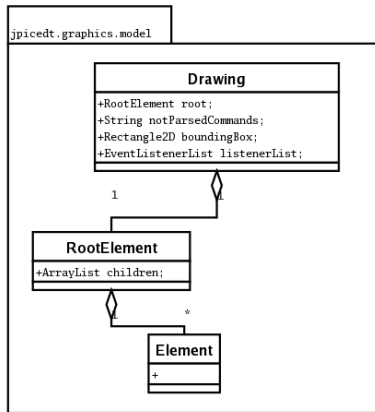 jpicedt.graphics.model
Drawing
+RootElement root;
+String notParsedCommands;
+Rectangle2D boundingBox;
+EventListenerList listenerList;
1
1
RootElement
+ArrayList children;
1
*
Element
+